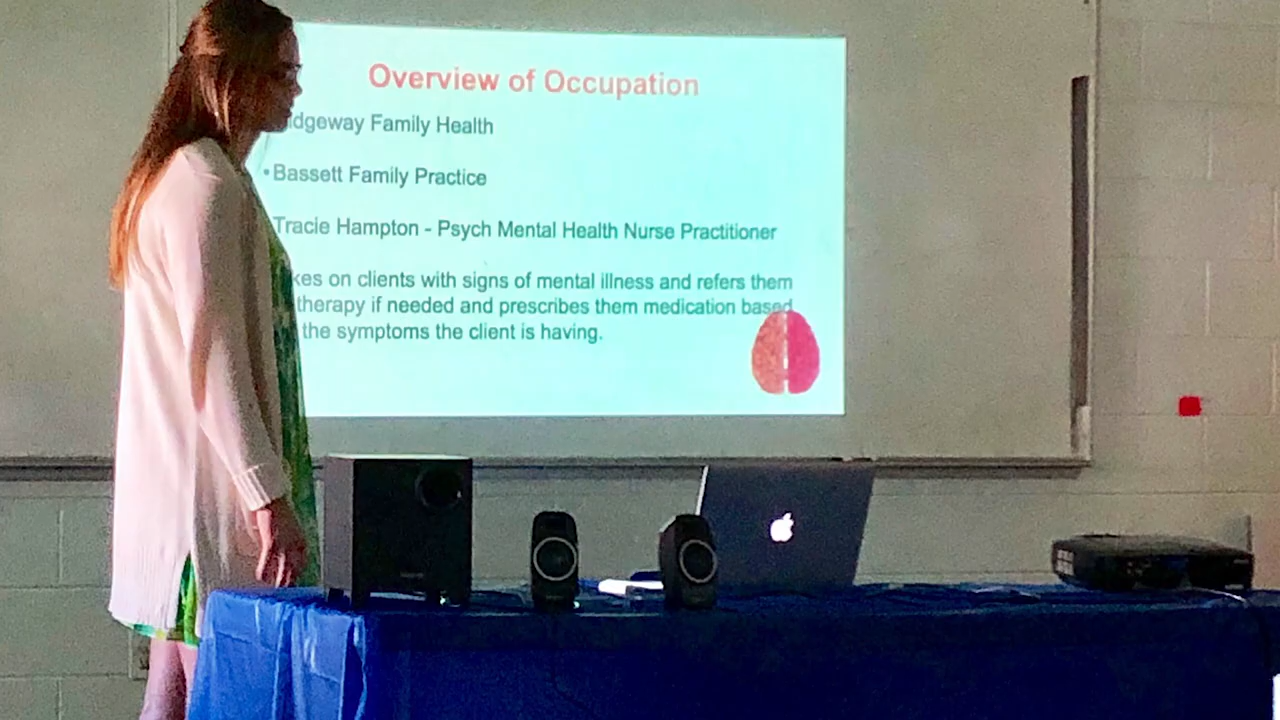 Overview of Occupation
idgeway Family Health
• Bassett Family Practice
Tracie Hampton - Psych Mental Health Nurse Practitioner
kes on clients with signs of mental illness and refers them
therapy if needed and prescribes them medication based
the symptoms the client is having.